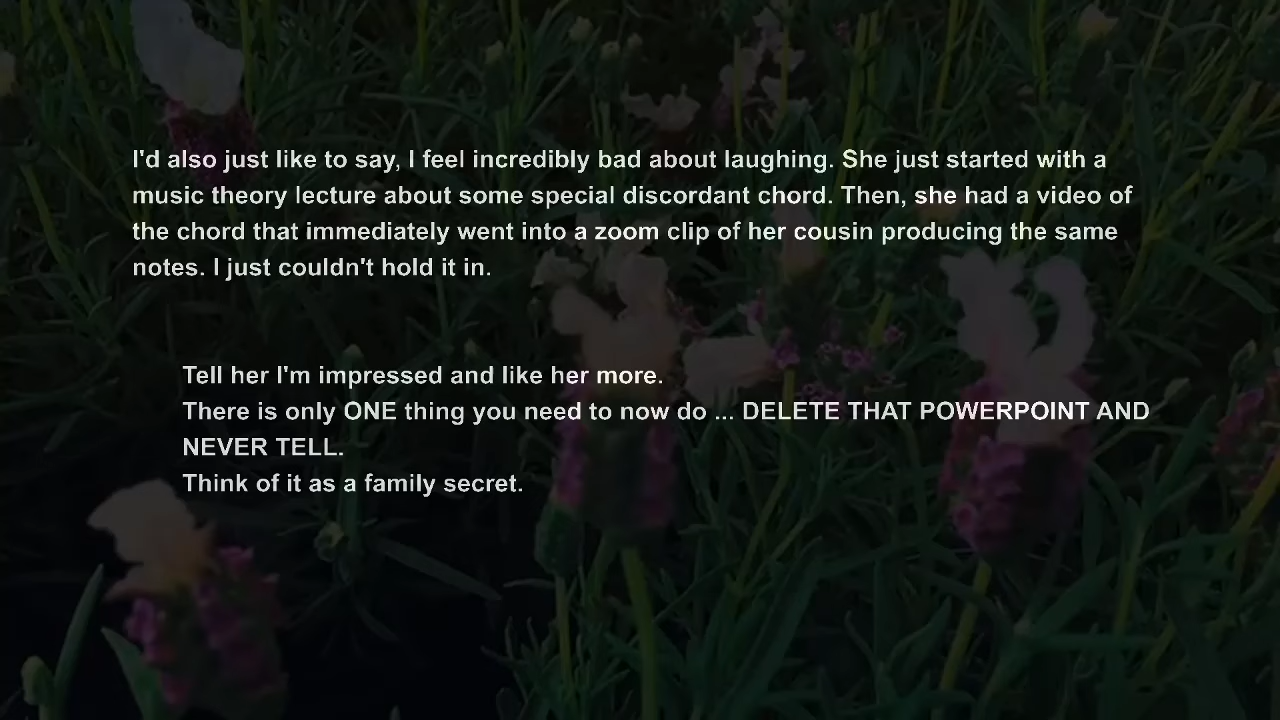 I'd also just like to say, I feel incredibly bad about laughing. She just started with a
music theory lecture about some special discordant chord. Then, she had a video of
the chord that immediately went into a zoom clip of her cousin producing the same
notes. I just couldn't hold it in.
Tell her I'm impressed and like her more.
There is only ONE thing you need to now do ... DELETE THAT POWERPOINT AND
NEVER TELL.
Think of it as a family secret.